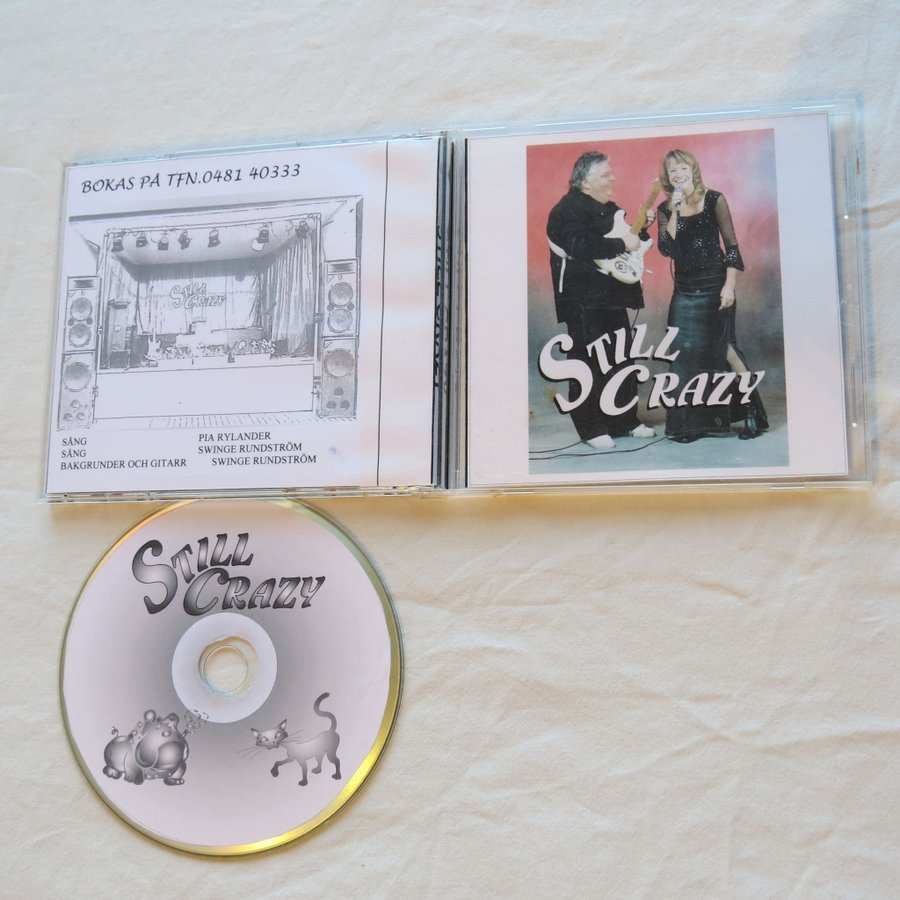 BOKAS PÅ TFN.0481 40333
STILL
CRAZY
SÅNG PIA RYLANDER
SÅNG SWINGE RUNDSTRÖM
BAKGRUNDER OCH GITARR SWINGE RUNDSTRÖM
STILL
CRAZY
STILL
CRAZY